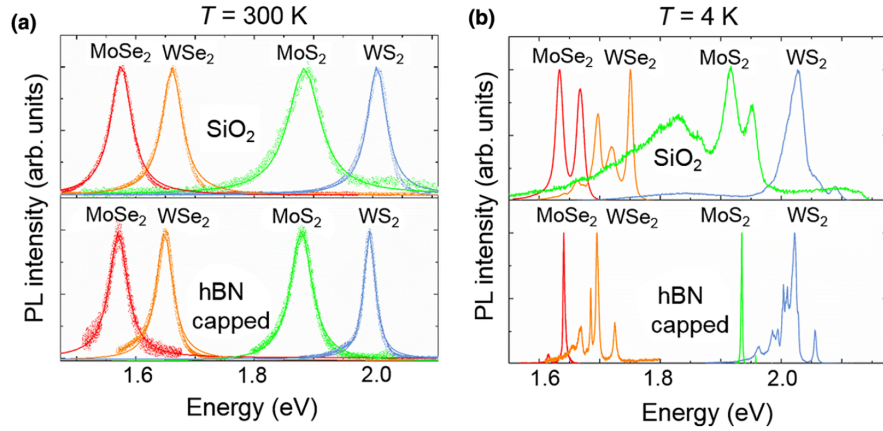 (a)
T = 300 K
MoSe2 WSe2 MoS2 WS2
SiO2
MoSe2 WSe2 MoS2 WS2
hBN
capped
PL intensity (arb. units)
1.6 1.8 2.0
Energy (eV)
(b)
T = 4 K
MoSe2 WSe2 MoS2 WS2
SiO2
MoSe2 WSe2 MoS2 WS2
hBN
capped
PL intensity (arb. units)
1.6 1.8 2.0
Energy (eV)